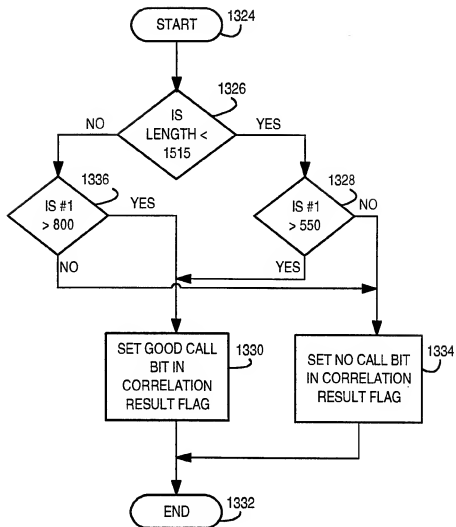 START
1324
IS
LENGTH <
1515
1326
NO
YES
IS #1
> 800
1336
YES
NO
IS #1
> 550
1328
NO
YES
SET GOOD CALL
BIT IN
CORRELATION
RESULT FLAG
1330
SET NO CALL BIT
IN CORRELATION
RESULT FLAG
1334
END
1332